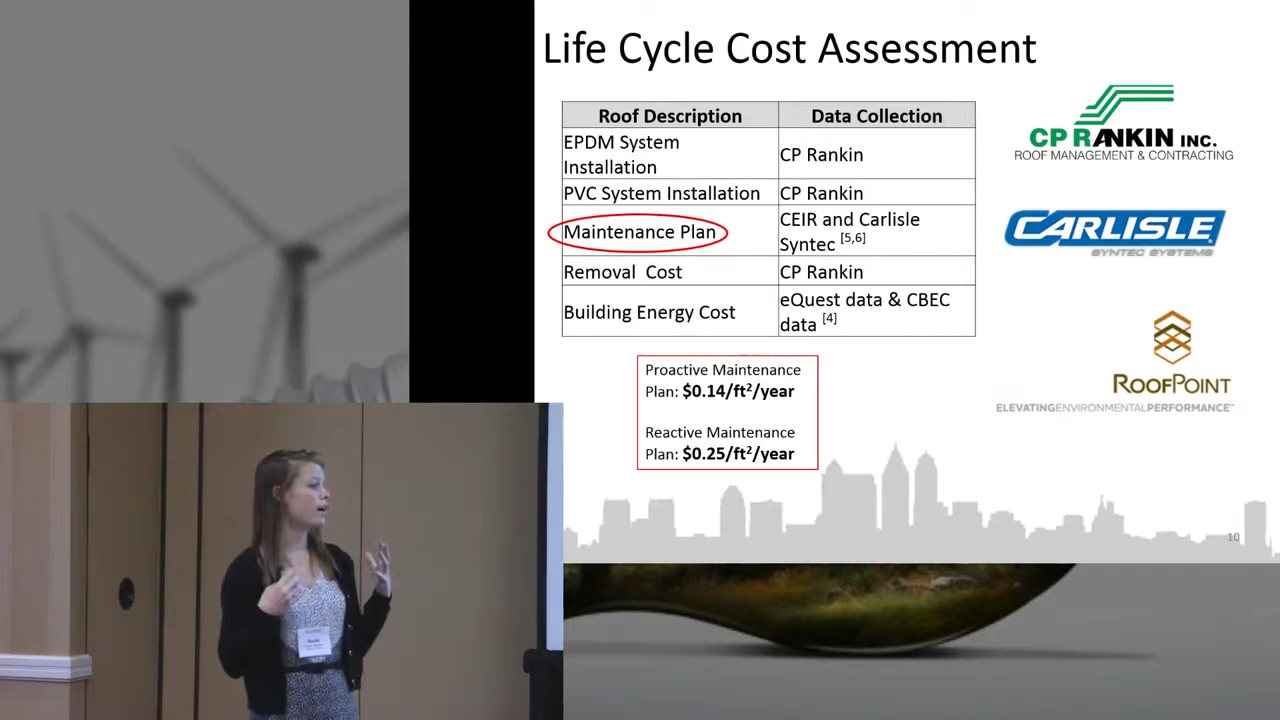 Life Cycle Cost Assessment
Roof Description
Data Collection
EPDM System
Installation
CP Rankin
PVC System Installation
CP Rankin
Maintenance Plan
CEIR and Carlisle
Syntec [5,6]
Removal Cost
CP Rankin
Building Energy Cost
eQuest data & CBEC
data [4]
Proactive Maintenance
Plan: $0.14/ft²/year
Reactive Maintenance
Plan: $0.25/ft²/year
CP RANKIN INC.
ROOF MANAGEMENT & CONTRACTING
CARLISLE
SYNTEC SYSTEMS
ROOFPOINT
ELEVATINGENVIRONMENTALPERFORMANCE™
10